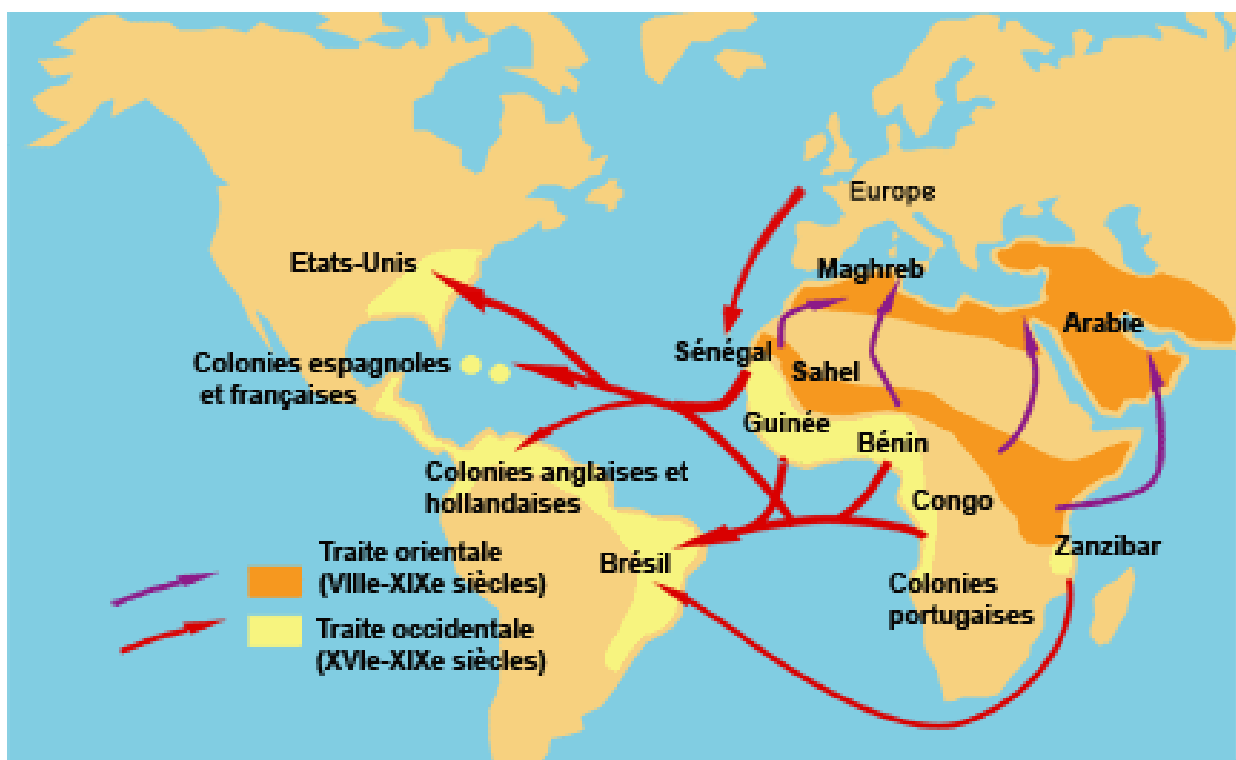 Europe
Etats-Unis
Maghreb
Arabie
Sénégal
Colonies espagnoles
et françaises
Sahel
Guinée
Bénin
Colonies anglaises et
hollandaises
Congo
Zanzibar
Brésil
Colonies
portugaises
Traite orientale
(VIIIe-XIXe siècles)
Traite occidentale
(XVIe-XIXe siècles)